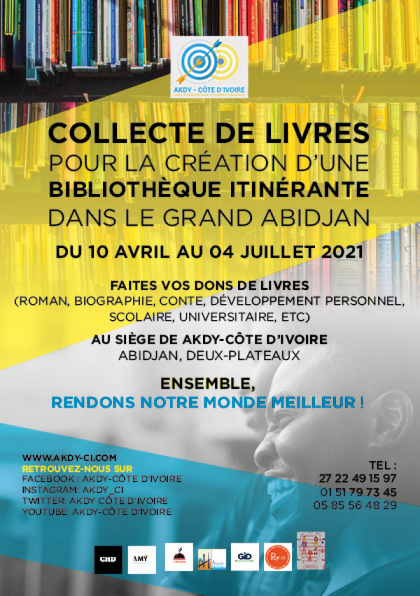 AKDY - CÔTE D'IVOIRE
COLLECTE DE LIVRES
POUR LA CRÉATION D'UNE
BIBLIOTHÈQUE ITINÉRANTE
DANS LE GRAND ABIDJAN
DU 10 AVRIL AU 04 JUILLET 2021
FAITES VOS DONS DE LIVRES
(ROMAN, BIOGRAPHIE, CONTE, DÉVELOPPEMENT PERSONNEL,
SCOLAIRE, UNIVERSITAIRE, ETC)
AU SIÈGE DE AKDY-CÔTE D'IVOIRE
ABIDJAN, DEUX-PLATEAUX
ENSEMBLE,
RENDONS NOTRE MONDE MEILLEUR !
WWW.AKDY-CI.COM
RETROUVEZ-NOUS SUR
FACEBOOK : AKDY-CÔTE D'IVOIRE
INSTAGRAM: AKDY_CI
TWITTER: AKDY CÔTE D'IVOIRE
YOUTUBE: AKDY-CÔTE D'IVOIRE
TEL :
27 22 49 15 97
01 51 79 73 45
05 85 56 48 29
AMY